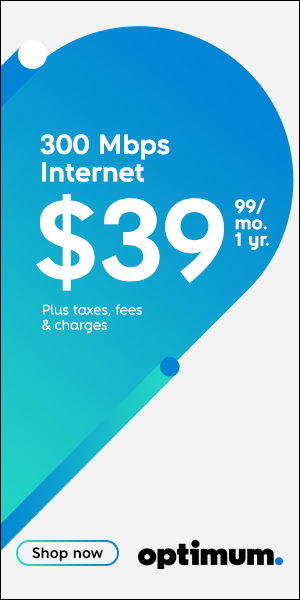 300 Mbps
Internet
$39
99/
mo.
1 yr.
Plus taxes, fees
& charges
Shop now
optimum.